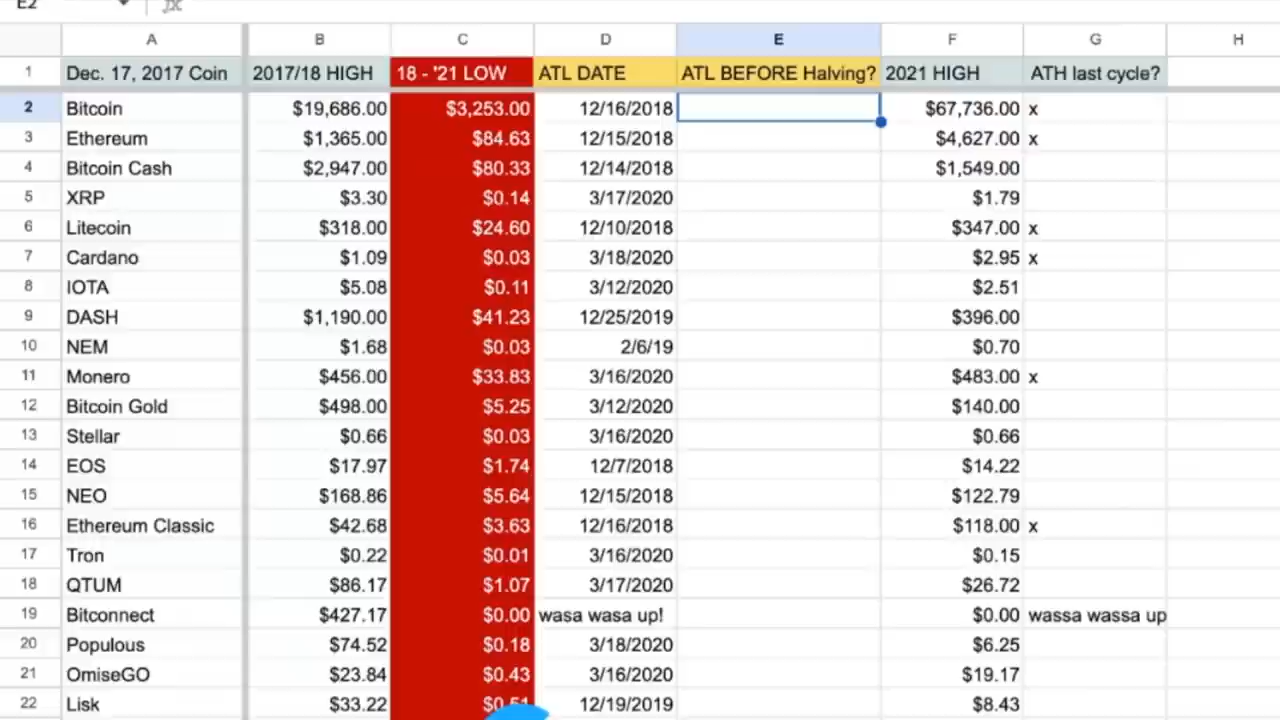 E2 fx
A B C D E F G H
1 Dec. 17, 2017 Coin 2017/18 HIGH 18 - '21 LOW ATL DATE ATL BEFORE Halving? 2021 HIGH ATH last cycle?
2 Bitcoin $19,686.00 $3,253.00 12/16/2018 $67,736.00 x
3 Ethereum $1,365.00 $84.63 12/15/2018 $4,627.00 x
4 Bitcoin Cash $2,947.00 $80.33 12/14/2018 $1,549.00
5 XRP $3.30 $0.14 3/17/2020 $1.79
6 Litecoin $318.00 $24.60 12/10/2018 $347.00 x
7 Cardano $1.09 $0.03 3/18/2020 $2.95 x
8 IOTA $5.08 $0.11 3/12/2020 $2.51
9 DASH $1,190.00 $41.23 12/25/2019 $396.00
10 NEM $1.68 $0.03 2/6/19 $0.70
11 Monero $456.00 $33.83 3/16/2020 $483.00 x
12 Bitcoin Gold $498.00 $5.25 3/12/2020 $140.00
13 Stellar $0.66 $0.03 3/16/2020 $0.66
14 EOS $17.97 $1.74 12/7/2018 $14.22
15 NEO $168.86 $5.64 12/15/2018 $122.79
16 Ethereum Classic $42.68 $3.63 12/16/2018 $118.00 x
17 Tron $0.22 $0.01 3/16/2020 $0.15
18 QTUM $86.17 $1.07 3/17/2020 $26.72
19 Bitconnect $427.17 $0.00 wasa wasa up! $0.00 wassa wassa up
20 Populous $74.52 $0.18 3/18/2020 $6.25
21 OmiseGO $23.84 $0.43 3/16/2020 $19.17
22 Lisk $33.22 $0.51 12/19/2019 $8.43